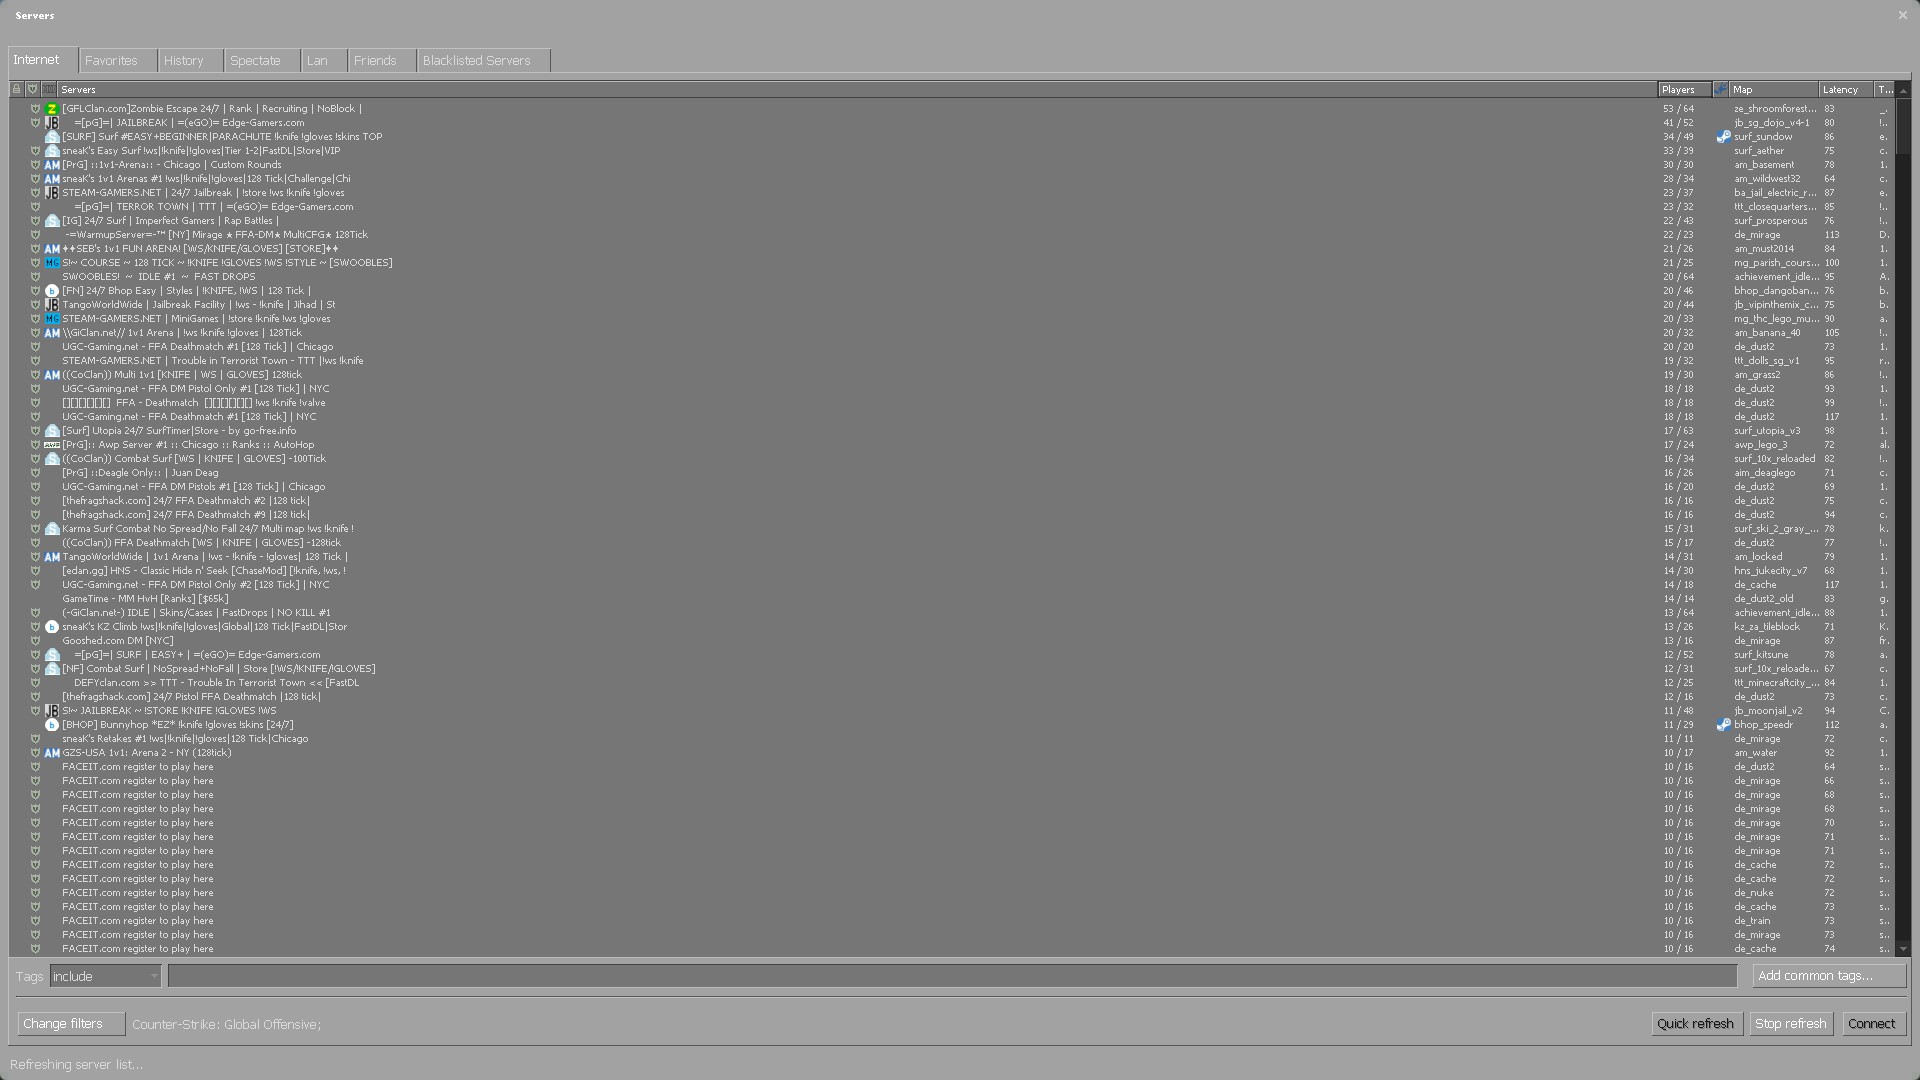 Servers
Internet Favorites History Spectate Lan Friends Blacklisted Servers
Servers Players Map Latency T...
[GFLClan.com]Zombie Escape 24/7 | Rank | Recruiting | NoBlock | 53 / 64 ze_shroomforest... 83 _.
JB =[pG]=| JAILBREAK | =(eGO)= Edge-Gamers.com 41 / 52 jb_sg_dojo_v4-1 80 !..
[SURF] Surf #EASY+BEGINNER|PARACHUTE !knife !gloves !skins TOP 34 / 49 surf_sundow 86 e.
sneaK's Easy Surf !ws|!knife|!gloves|Tier 1-2|FastDL|Store|VIP 33 / 39 surf_aether 75 c.
AM [PrG] ::1v1-Arena:: - Chicago | Custom Rounds 30 / 30 am_basement 78 1.
AM sneaK's 1v1 Arenas #1 !ws|!knife|!gloves|128 Tick|Challenge|Chi 28 / 34 am_wildwest32 64 c.
JB STEAM-GAMERS.NET | 24/7 Jailbreak | !store !ws !knife !gloves 23 / 37 ba_jail_electric_r... 87 e.
=[pG]=| TERROR TOWN | TTT | =(eGO)= Edge-Gamers.com 23 / 32 ttt_closequarters... 85 !..
[IG] 24/7 Surf | Imperfect Gamers | Rap Battles | 22 / 43 surf_prosperous 76 !..
-=WarmupServer=-™ [NY] Mirage ★ FFA-DM★ MultiCFG★ 128Tick 22 / 23 de_mirage 113 D.
AM ✦✦SEB's 1v1 FUN ARENA! [WS/KNIFE/GLOVES] [STORE]✦✦ 21 / 26 am_must2014 84 1.
MG S!~ COURSE ~ 128 TICK ~ !KNIFE !GLOVES !WS !STYLE ~ [SWOOBLES] 21 / 25 mg_parish_cours... 100 1.
SWOOBLES! ~ IDLE #1 ~ FAST DROPS 20 / 64 achievement_idle... 95 A.
b [FN] 24/7 Bhop Easy | Styles | !KNIFE, !WS | 128 Tick | 20 / 46 bhop_dangoban... 76 b.
JB TangoWorldWide | Jailbreak Facility | !ws - !knife | Jihad | St 20 / 44 jb_vipinthemix_c... 75 b.
MG STEAM-GAMERS.NET | MiniGames | !store !knife !ws !gloves 20 / 33 mg_thc_lego_mu... 90 a.
AM \\GiClan.net// 1v1 Arena | !ws !knife !gloves | 128Tick 20 / 32 am_banana_40 105 !..
UGC-Gaming.net - FFA Deathmatch #1 [128 Tick] | Chicago 20 / 20 de_dust2 73 1.
STEAM-GAMERS.NET | Trouble in Terrorist Town - TTT |!ws !knife 19 / 32 ttt_dolls_sg_v1 95 r..
AM ((CoClan)) Multi 1v1 [KNIFE | WS | GLOVES] 128tick 19 / 30 am_grass2 86 !..
UGC-Gaming.net - FFA DM Pistol Only #1 [128 Tick] | NYC 18 / 18 de_dust2 93 1.
[][][][][][] FFA - Deathmatch [][][][][][] !ws !knife !valve 18 / 18 de_dust2 99 !..
UGC-Gaming.net - FFA Deathmatch #1 [128 Tick] | NYC 18 / 18 de_dust2 117 1.
[Surf] Utopia 24/7 SurfTimer|Store - by go-free.info 17 / 63 surf_utopia_v3 98 1.
[PrG]:: Awp Server #1 :: Chicago :: Ranks :: AutoHop 17 / 24 awp_lego_3 72 al.
((CoClan)) Combat Surf [WS | KNIFE | GLOVES] -100Tick 16 / 34 surf_10x_reloaded 82 !..
[PrG] ::Deagle Only:: | Juan Deag 16 / 26 aim_deaglego 71 c.
UGC-Gaming.net - FFA DM Pistols #1 [128 Tick] | Chicago 16 / 20 de_dust2 69 1.
[thefragshack.com] 24/7 FFA Deathmatch #2 |128 tick| 16 / 16 de_dust2 75 c.
[thefragshack.com] 24/7 FFA Deathmatch #9 |128 tick| 16 / 16 de_dust2 94 c.
Karma Surf Combat No Spread/No Fall 24/7 Multi map !ws !knife ! 15 / 31 surf_ski_2_gray_... 78 k.
((CoClan)) FFA Deathmatch [WS | KNIFE | GLOVES] -128tick 15 / 17 de_dust2 77 !..
AM TangoWorldWide | 1v1 Arena | !ws - !knife - !gloves| 128 Tick | 14 / 31 am_locked 79 1.
[edan.gg] HNS - Classic Hide n' Seek [ChaseMod] [!knife, !ws, ! 14 / 30 hns_jukecity_v7 68 1.
UGC-Gaming.net - FFA DM Pistol Only #2 [128 Tick] | NYC 14 / 18 de_cache 117 1.
GameTime - MM HvH [Ranks] [$65k] 14 / 14 de_dust2_old 83 g.
(-GiClan.net-) IDLE | Skins/Cases | FastDrops | NO KILL #1 13 / 64 achievement_idle... 88 1.
b sneaK's KZ Climb !ws|!knife|!gloves|Global|128 Tick|FastDL|Stor 13 / 26 kz_za_tileblock 71 K.
Gooshed.com DM [NYC] 13 / 16 de_mirage 87 fr.
=[pG]=| SURF | EASY+ | =(eGO)= Edge-Gamers.com 12 / 52 surf_kitsune 78 a.
[NF] Combat Surf | NoSpread+NoFall | Store [!WS/!KNIFE/!GLOVES] 12 / 31 surf_10x_reloade... 67 c.
DEFYclan.com >> TTT - Trouble In Terrorist Town << [FastDL 12 / 25 ttt_minecraftcity_... 84 1.
[thefragshack.com] 24/7 Pistol FFA Deathmatch |128 tick| 12 / 16 de_dust2 73 c.
JB S!~ JAILBREAK ~ !STORE !KNIFE !GLOVES !WS 11 / 48 jb_moonjail_v2 94 C.
b [BHOP] Bunnyhop *EZ* !knife !gloves !skins [24/7] 11 / 29 bhop_speedr 112 a.
sneaK's Retakes #1 !ws|!knife|!gloves|128 Tick|Chicago 11 / 11 de_mirage 72 c.
AM GZS-USA 1v1: Arena 2 - NY (128tick) 10 / 17 am_water 92 1.
FACEIT.com register to play here 10 / 16 de_dust2 64 s..
FACEIT.com register to play here 10 / 16 de_mirage 66 s..
FACEIT.com register to play here 10 / 16 de_mirage 68 s..
FACEIT.com register to play here 10 / 16 de_mirage 68 s..
FACEIT.com register to play here 10 / 16 de_mirage 70 s..
FACEIT.com register to play here 10 / 16 de_mirage 71 s..
FACEIT.com register to play here 10 / 16 de_mirage 71 s..
FACEIT.com register to play here 10 / 16 de_cache 72 s..
FACEIT.com register to play here 10 / 16 de_cache 72 s..
FACEIT.com register to play here 10 / 16 de_nuke 72 s..
FACEIT.com register to play here 10 / 16 de_cache 73 s..
FACEIT.com register to play here 10 / 16 de_train 73 s..
FACEIT.com register to play here 10 / 16 de_mirage 73 s..
FACEIT.com register to play here 10 / 16 de_cache 74 s..
Tags include Add common tags...
Change filters Counter-Strike: Global Offensive; Quick refresh Stop refresh Connect
Refreshing server list...